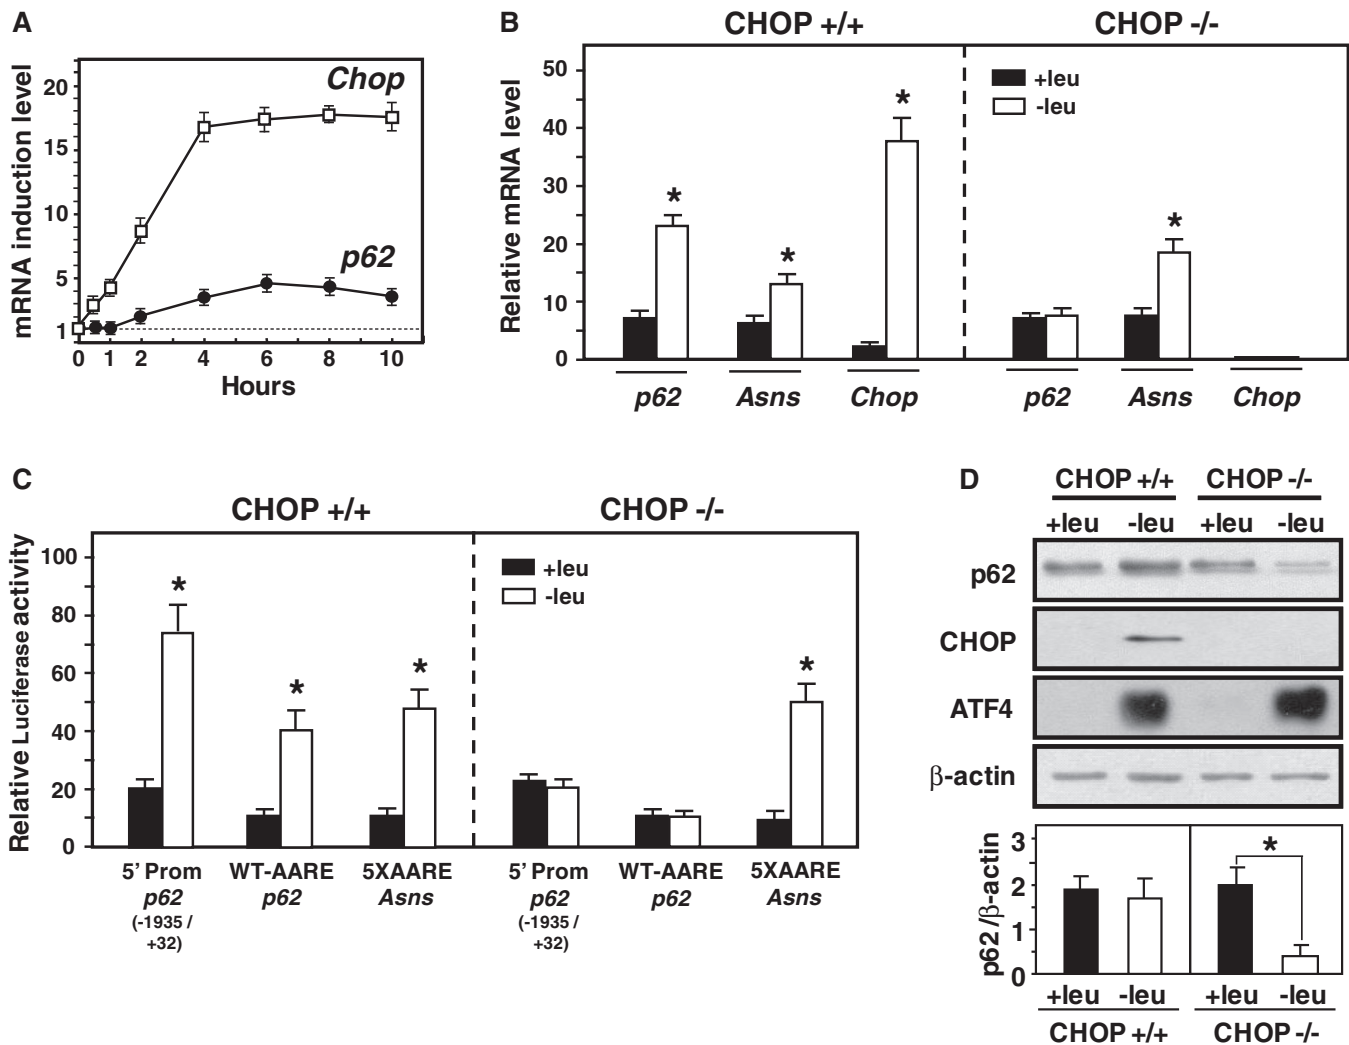 A
mRNA induction level
20
15
10
5
1
Chop
p62
0 1 2 4 6 8 10
Hours
B
CHOP +/+
CHOP -/-
Relative mRNA level
50
40
30
20
10
0
+leu
-leu
*
*
*
*
p62 Asns Chop p62 Asns Chop
C
CHOP +/+
CHOP -/-
Relative Luciferase activity
100
80
60
40
20
0
+leu
-leu
*
*
*
*
5' Prom WT-AARE 5XAARE 5' Prom WT-AARE 5XAARE
p62 p62 Asns p62 p62 Asns
(-1935 / (-1935 /
+32) +32)
D
CHOP +/+ CHOP -/-
+leu -leu +leu -leu
p62
CHOP
ATF4
β-actin
p62/β-actin
3
2
1
0
*
+leu -leu +leu -leu
CHOP +/+ CHOP -/-